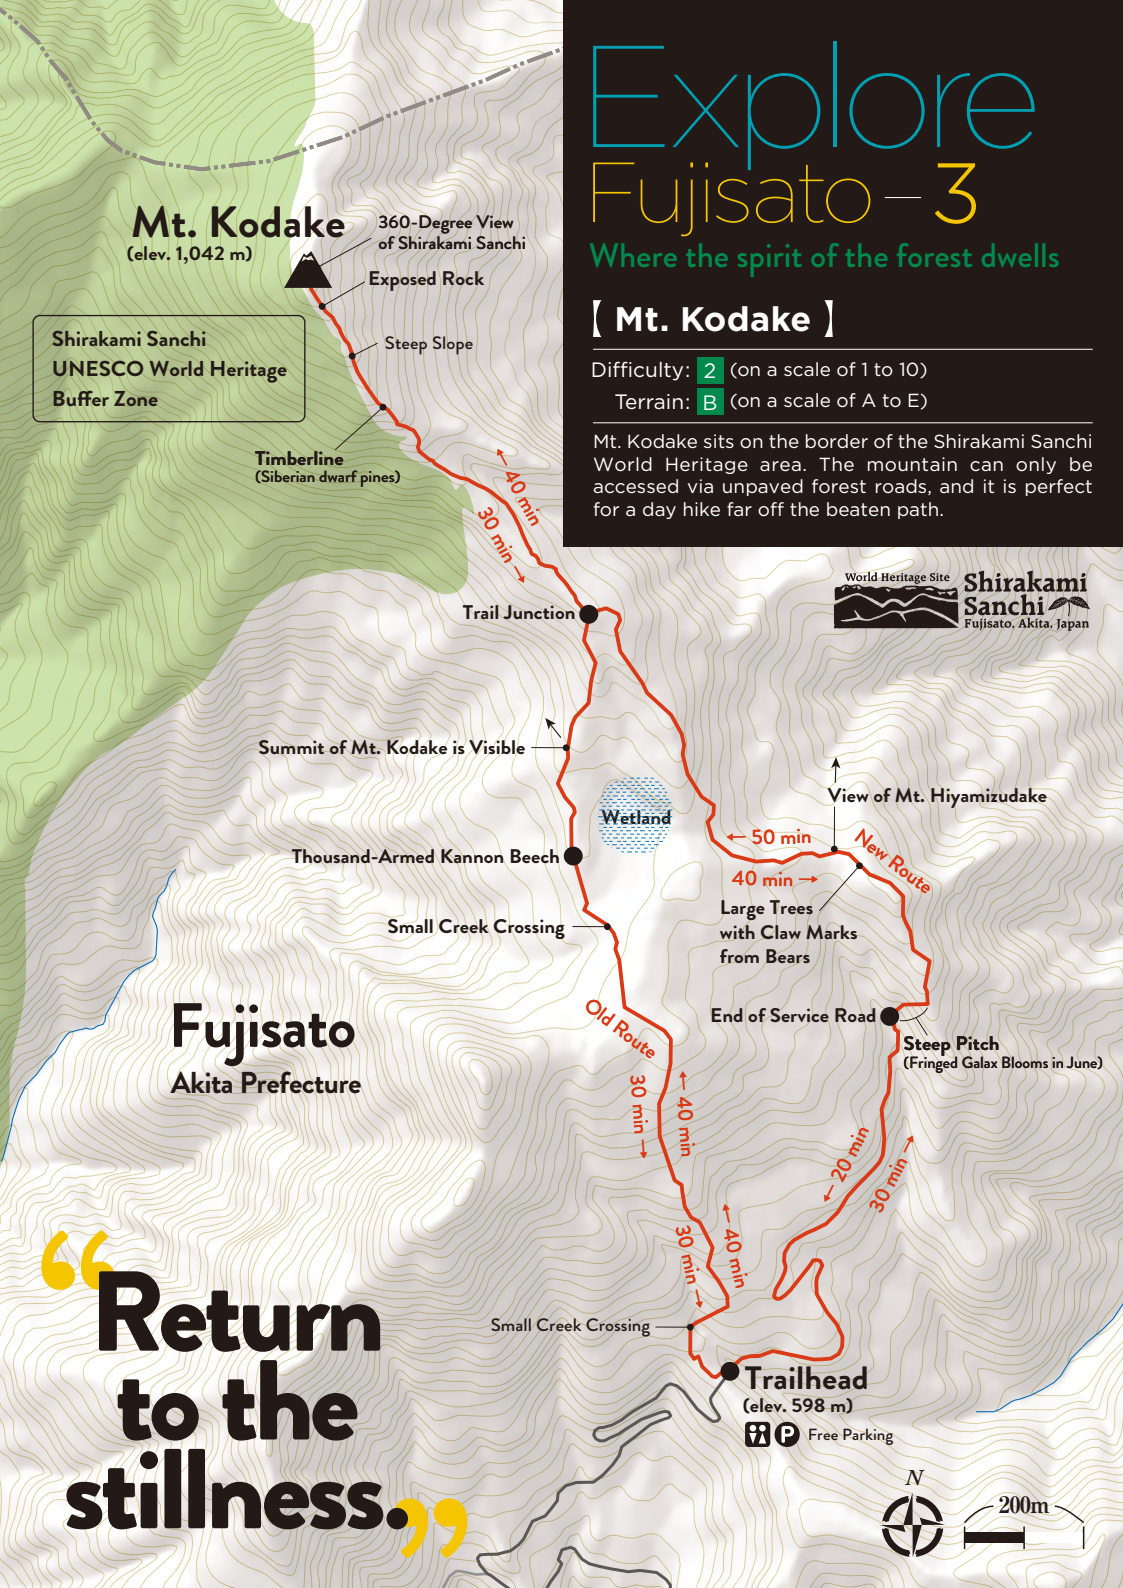 Explore
Fujisato – 3
Where the spirit of the forest dwells
【 Mt. Kodake 】
Difficulty: 2 (on a scale of 1 to 10)
Terrain: B (on a scale of A to E)
Mt. Kodake sits on the border of the Shirakami Sanchi
World Heritage area. The mountain can only be
accessed via unpaved forest roads, and it is perfect
for a day hike far off the beaten path.
World Heritage Site
Shirakami
Sanchi
Fujisato, Akita, Japan
Mt. Kodake
(elev. 1,042 m)
360-Degree View
of Shirakami Sanchi
Exposed Rock
Steep Slope
Shirakami Sanchi
UNESCO World Heritage
Buffer Zone
Timberline
(Siberian dwarf pines)
← 40 min
30 min →
Trail Junction
Summit of Mt. Kodake is Visible
Wetland
View of Mt. Hiyamizudake
← 50 min
New Route
40 min →
Thousand-Armed Kannon Beech
Large Trees
with Claw Marks
from Bears
Small Creek Crossing
End of Service Road
Old Route
Steep Pitch
(Fringed Galax Blooms in June)
Fujisato
Akita Prefecture
30 min →
← 40 min
← 20 min
30 min →
30 min →
← 40 min
Small Creek Crossing
Trailhead
(elev. 598 m)
P Free Parking
“Return
to the
stillness.”
N
200m